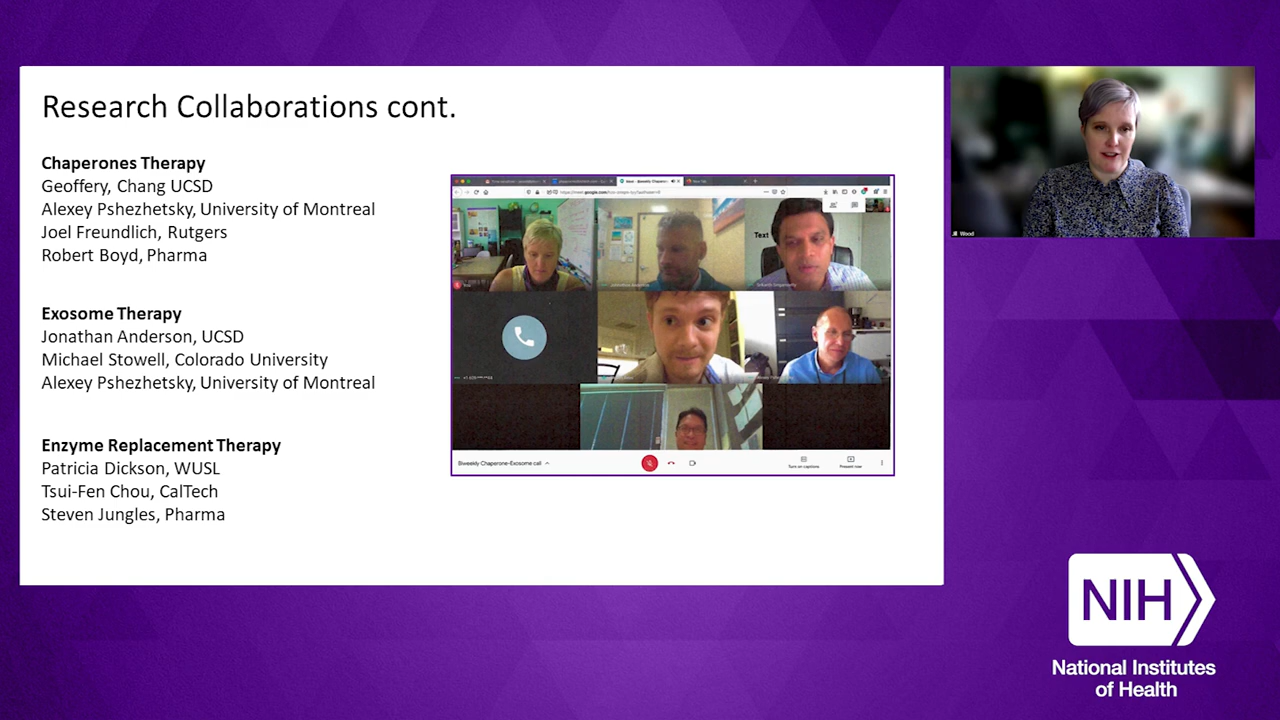 Research Collaborations cont.
Chaperones Therapy
Geoffery, Chang UCSD
Alexey Pshezhetsky, University of Montreal
Joel Freundlich, Rutgers
Robert Boyd, Pharma
Exosome Therapy
Jonathan Anderson, UCSD
Michael Stowell, Colorado University
Alexey Pshezhetsky, University of Montreal
Enzyme Replacement Therapy
Patricia Dickson, WUSL
Tsui-Fen Chou, CalTech
Steven Jungles, Pharma
Text
Biweekly Chaperone-Exosome call
Turn on captions
Present now
Wood
NIH
National Institutes
of Health